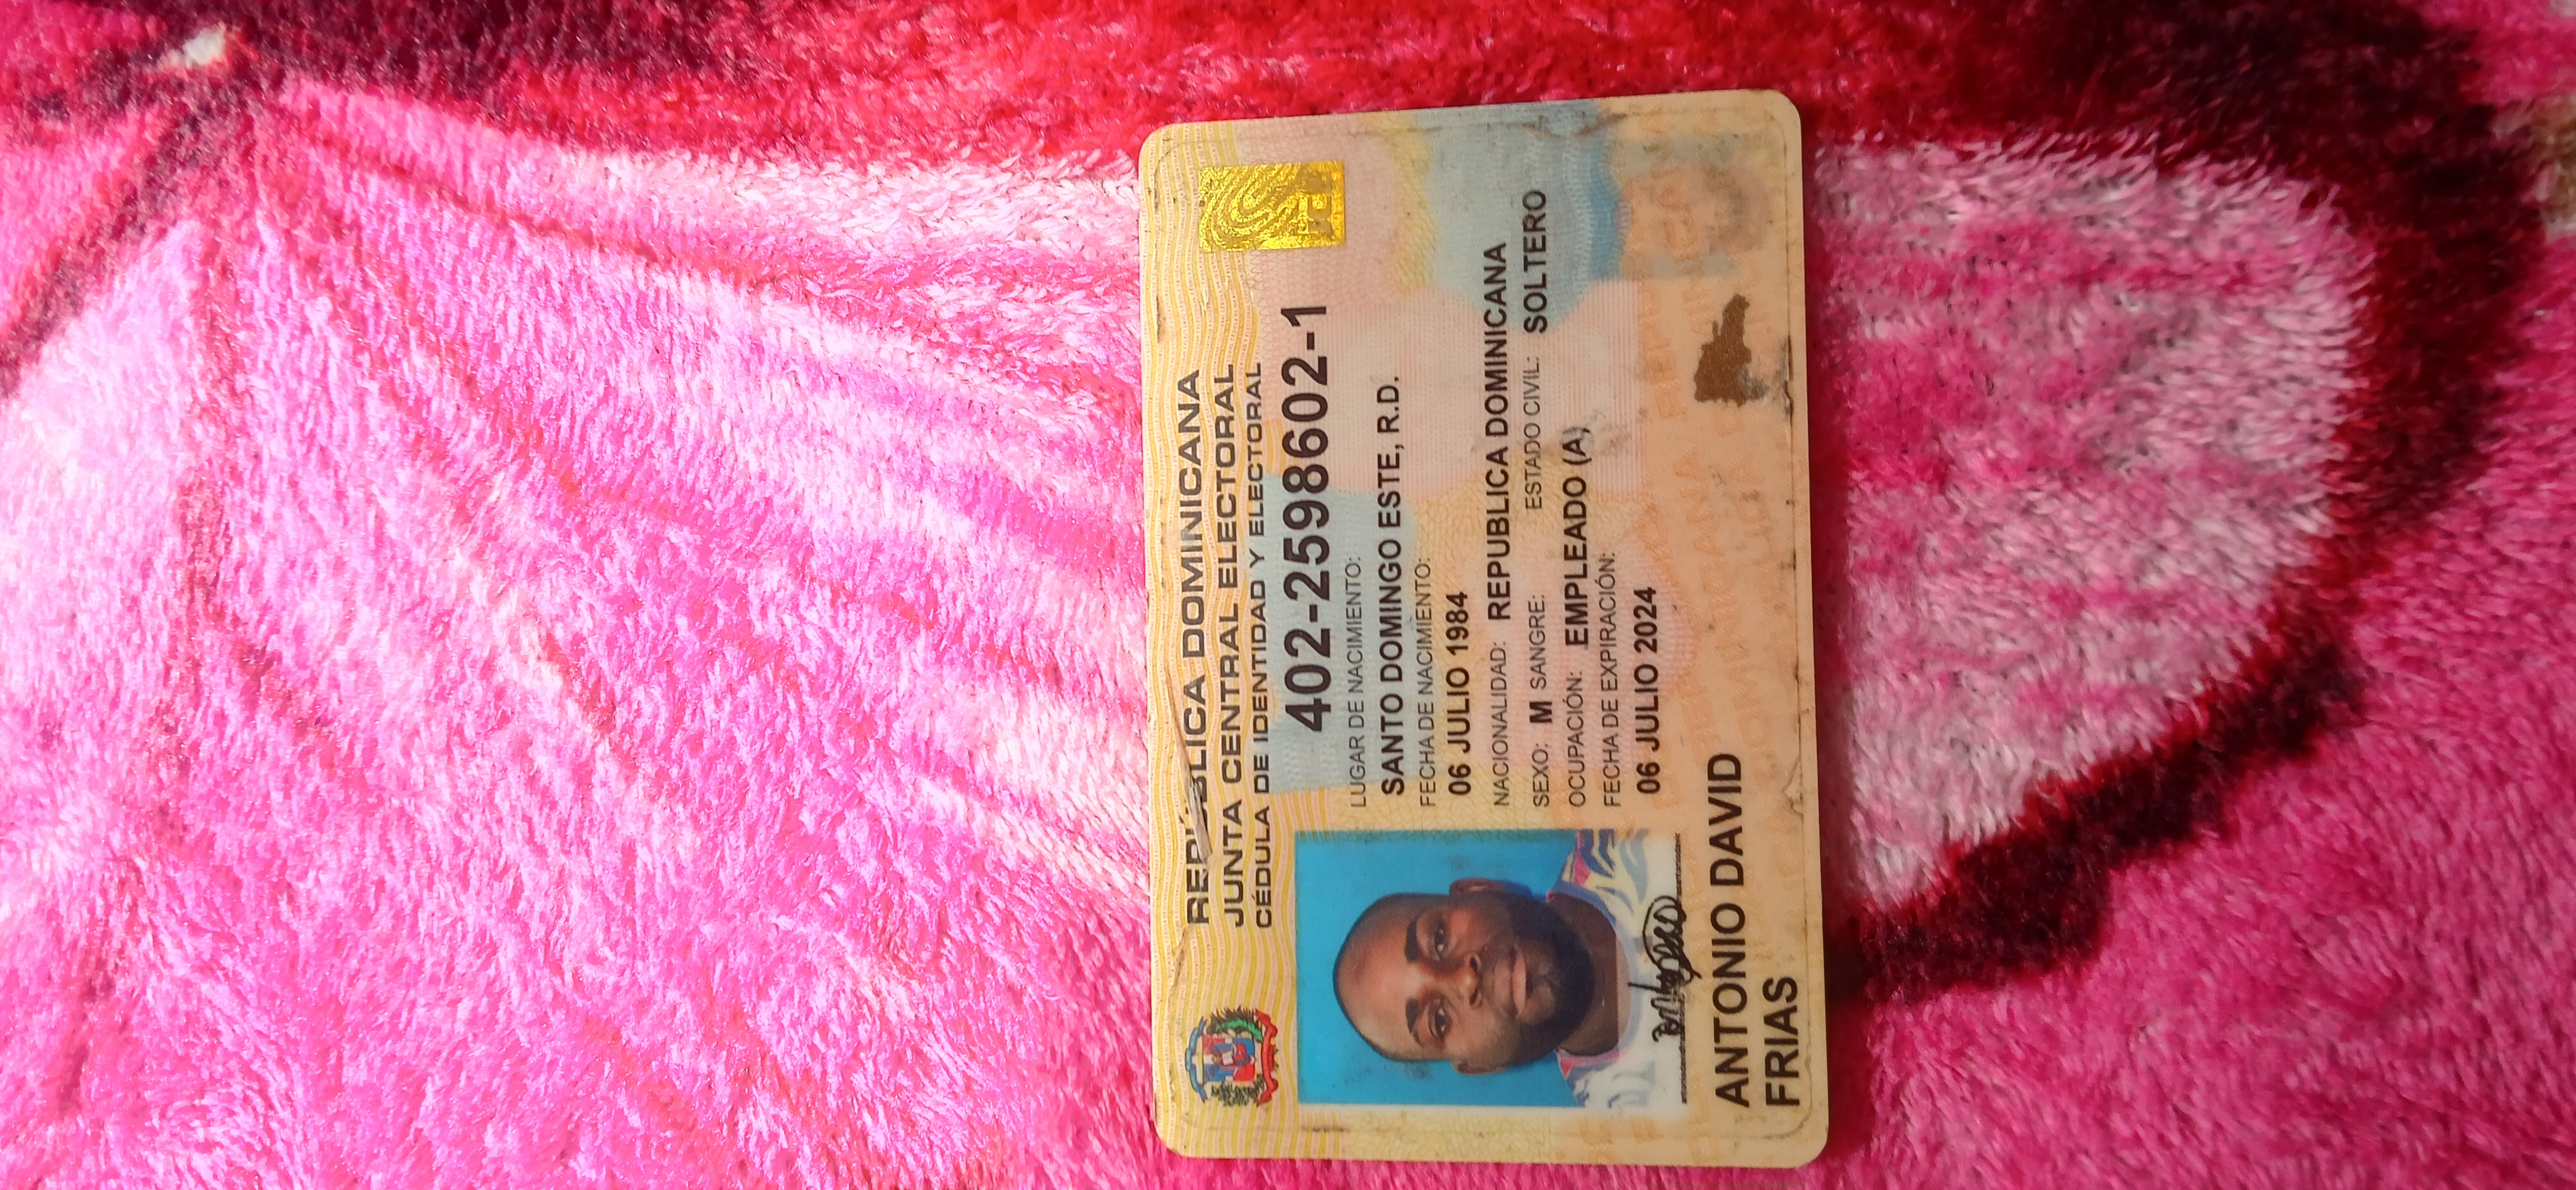 REPÚBLICA DOMINICANA
JUNTA CENTRAL ELECTORAL
CÉDULA DE IDENTIDAD Y ELECTORAL
402-2598602-1
LUGAR DE NACIMIENTO:
SANTO DOMINGO ESTE, R.D.
FECHA DE NACIMIENTO:
06 JULIO 1984
NACIONALIDAD: REPUBLICA DOMINICANA
SEXO: M SANGRE: ESTADO CIVIL: SOLTERO
OCUPACIÓN: EMPLEADO (A)
FECHA DE EXPIRACIÓN:
06 JULIO 2024
ANTONIO DAVID
FRIAS